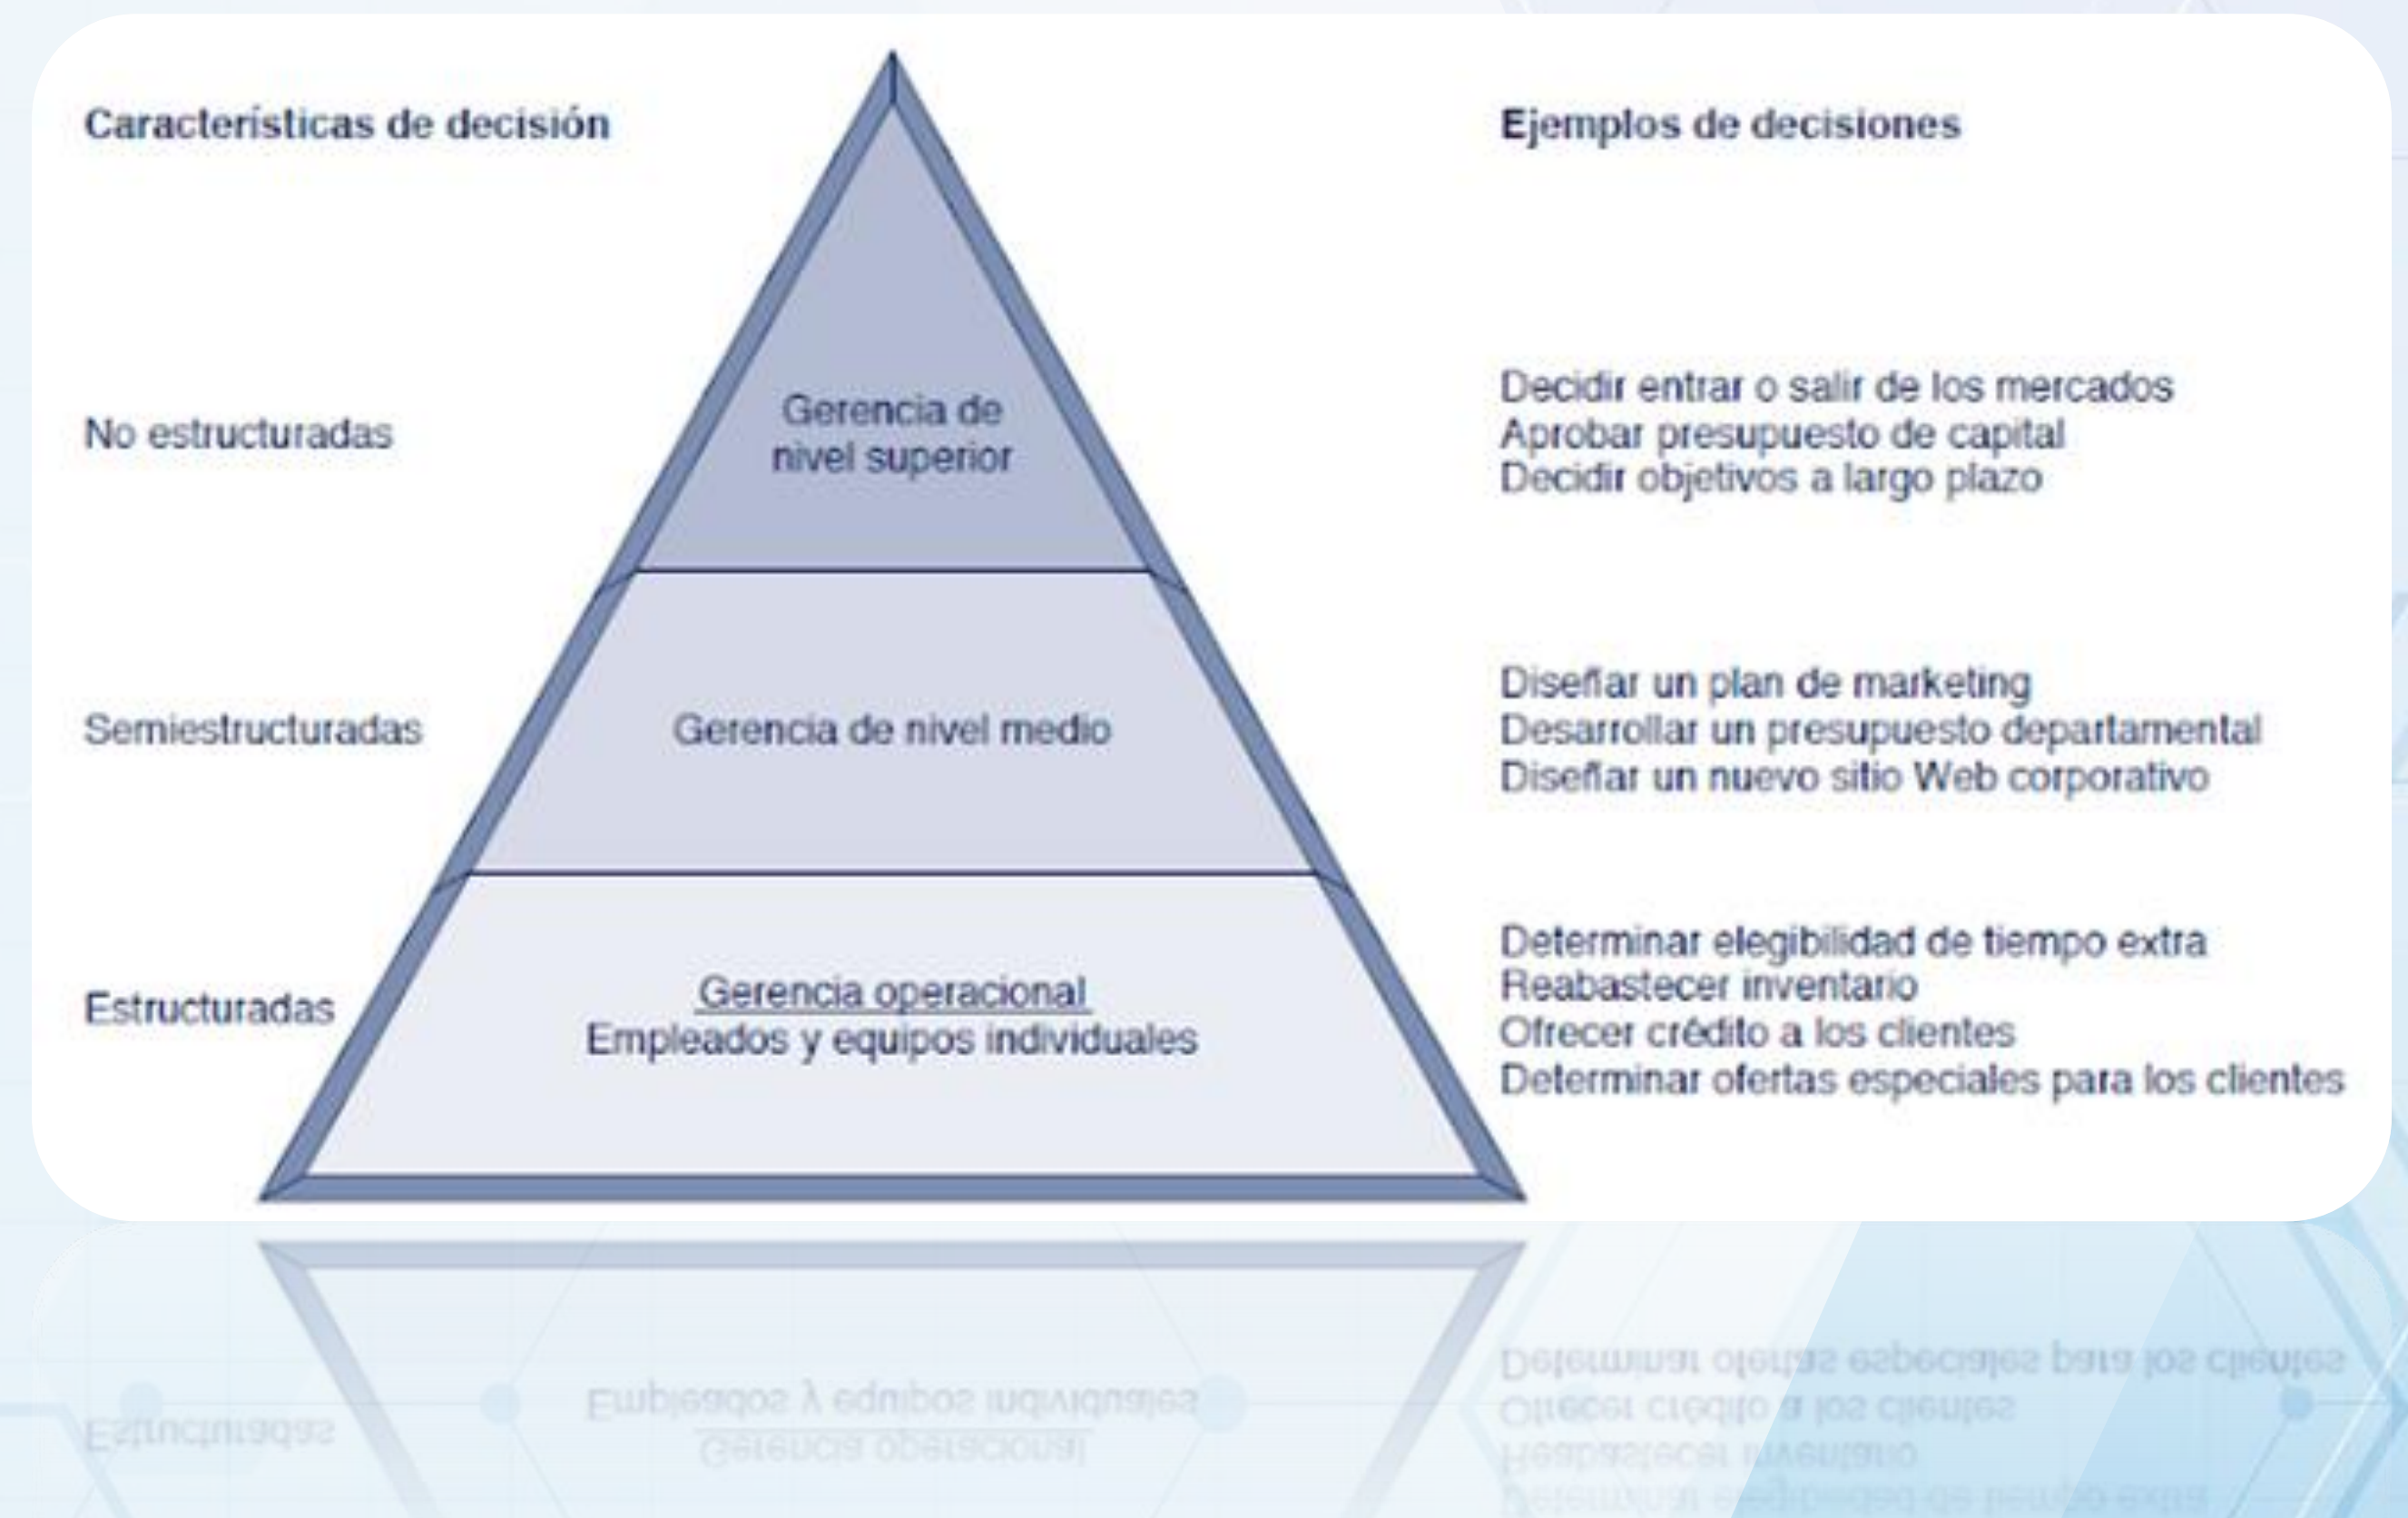 Características de decisión
Ejemplos de decisiones
No estructuradas
Gerencia de
nivel superior
Decidir entrar o salir de los mercados
Aprobar presupuesto de capital
Decidir objetivos a largo plazo
Semiestructuradas
Gerencia de nivel medio
Diseñar un plan de marketing
Desarrollar un presupuesto departamental
Diseñar un nuevo sitio Web corporativo
Estructuradas
Gerencia operacional
Empleados y equipos individuales
Determinar elegibilidad de tiempo extra
Reabastecer inventario
Ofrecer crédito a los clientes
Determinar ofertas especiales para los clientes